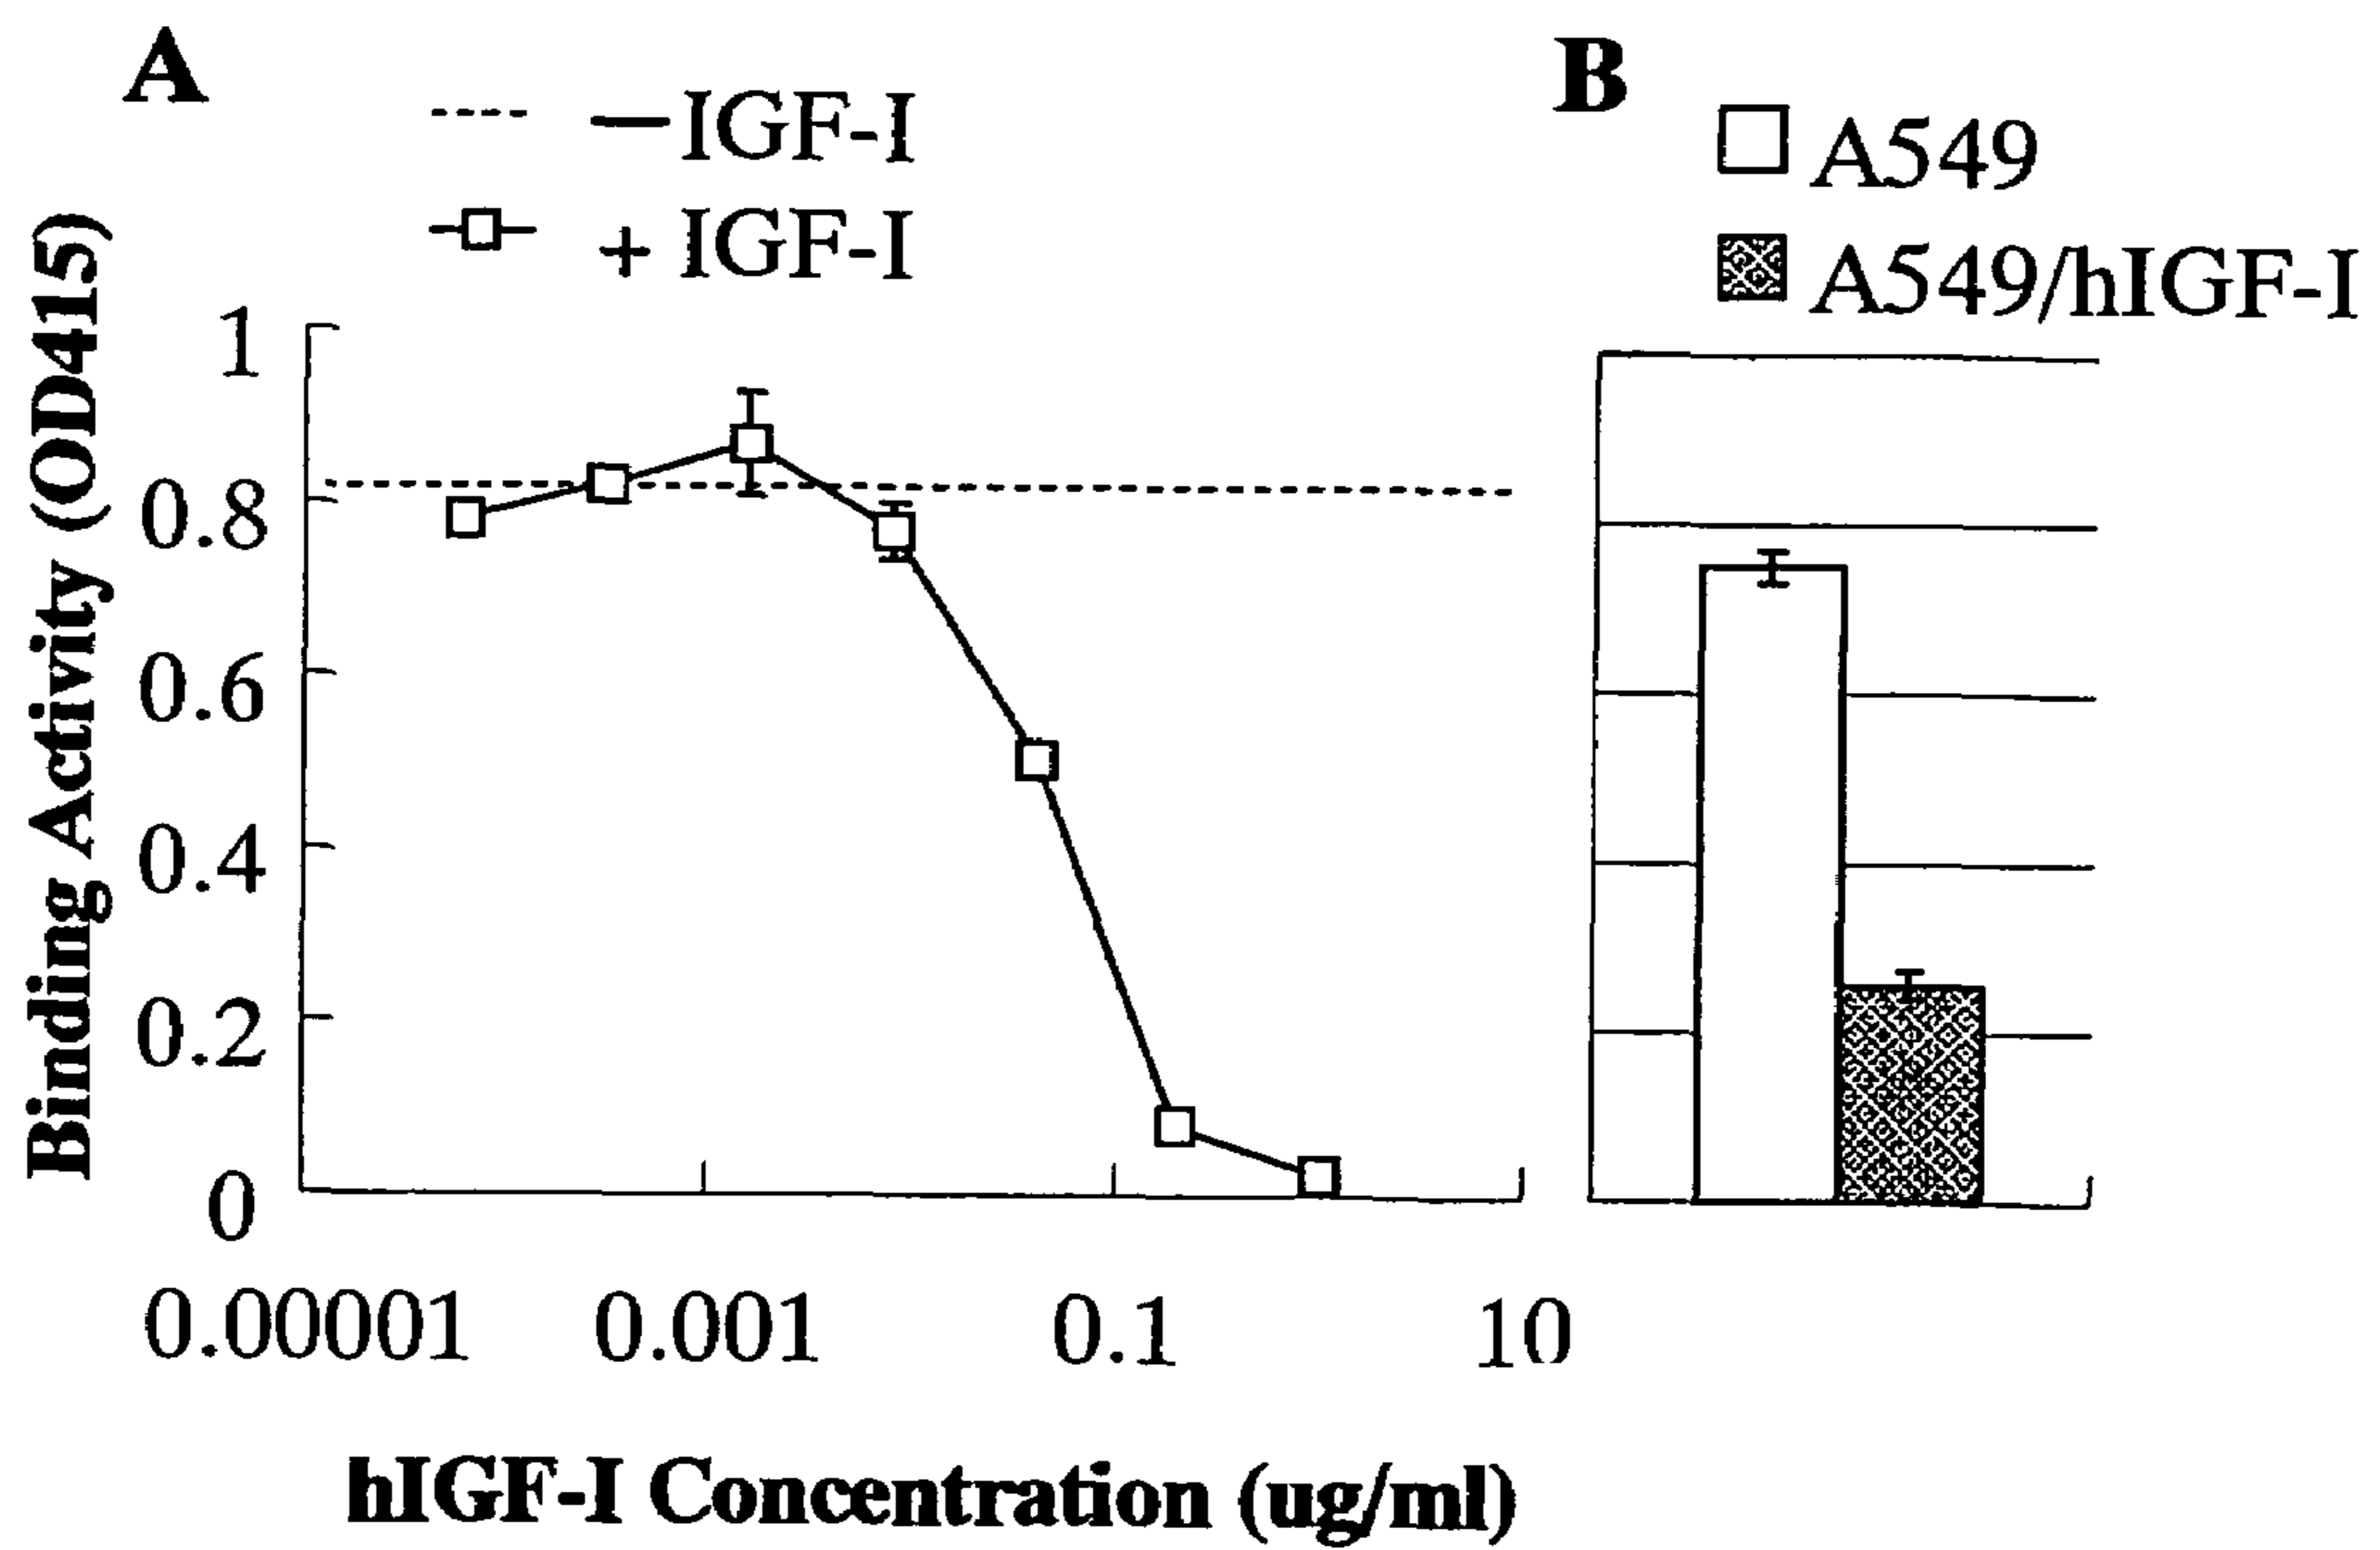 A
— IGF-I
+ IGF-I
B
A549
A549/hIGF-I
Binding Activity (OD415)
1
0.8
0.6
0.4
0.2
0
0.00001 0.001 0.1 10
hIGF-I Concentration (ug/ml)